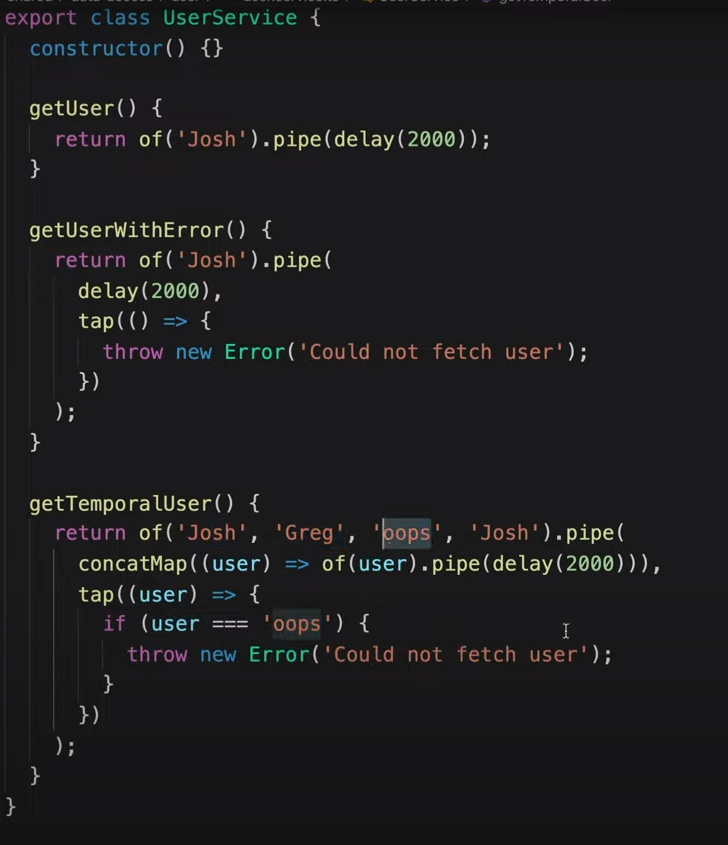 export class UserService {
constructor() {}
getUser() {
return of('Josh').pipe(delay(2000));
}
getUserWithError() {
return of('Josh').pipe(
delay(2000),
tap(() => {
throw new Error('Could not fetch user');
})
);
}
getTemporalUser() {
return of('Josh', 'Greg', 'oops', 'Josh').pipe(
concatMap((user) => of(user).pipe(delay(2000))),
tap((user) => {
if (user === 'oops') {
throw new Error('Could not fetch user');
}
})
);
}
}